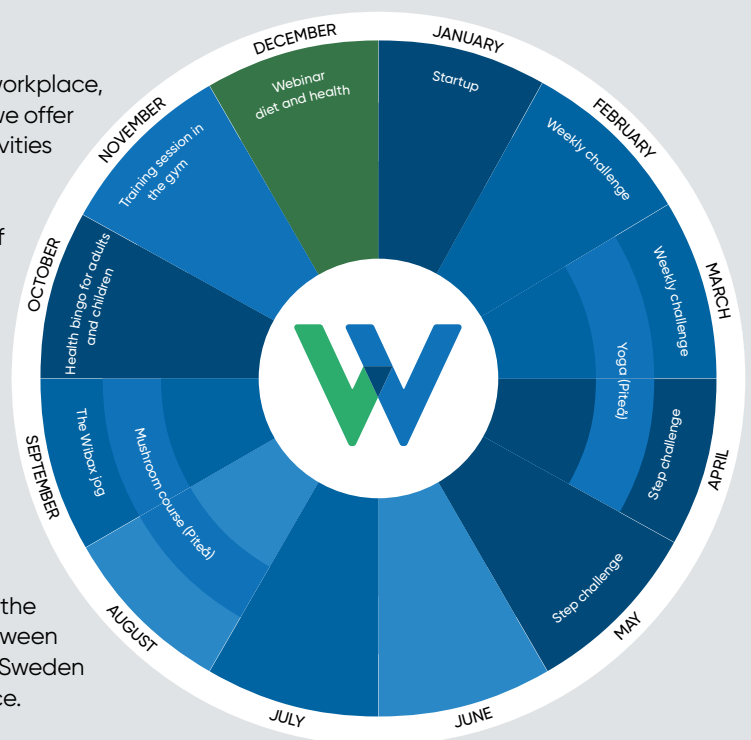 workplace,
we offer
vities
f
the
ween
Sweden
ce.
JANUARY
Startup
FEBRUARY
Weekly challenge
MARCH
Weekly challenge
Yoga (Piteå)
APRIL
Step challenge
MAY
Step challenge
JUNE
JULY
AUGUST
Mushroom course (Piteå)
SEPTEMBER
The Wibax jog
OCTOBER
Health bingo for adults
and children
NOVEMBER
Training session in
the gym
DECEMBER
Webinar
diet and health